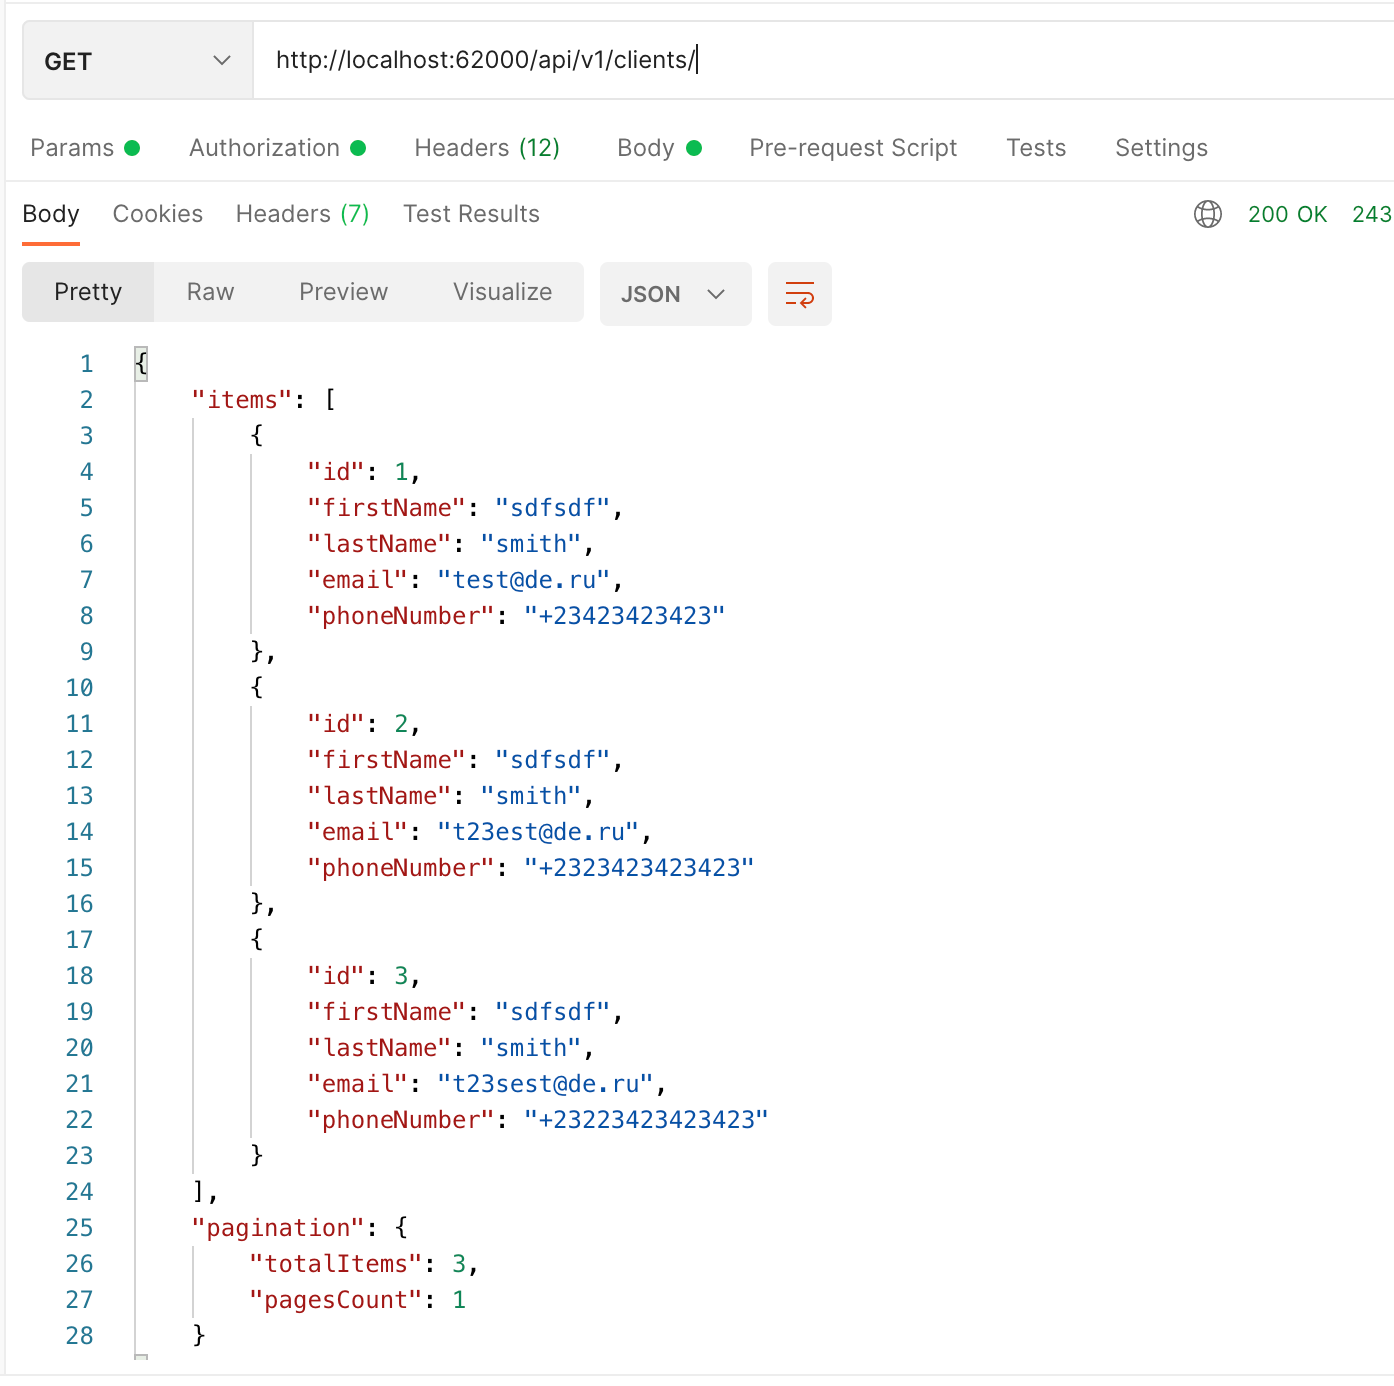 GET http://localhost:62000/api/v1/clients/
Params Authorization Headers (12) Body Pre-request Script Tests Settings
Body Cookies Headers (7) Test Results 200 OK 243
Pretty Raw Preview Visualize JSON
1 {
2 "items": [
3 {
4 "id": 1,
5 "firstName": "sdfsdf",
6 "lastName": "smith",
7 "email": "test@de.ru",
8 "phoneNumber": "+23423423423"
9 },
10 {
11 "id": 2,
12 "firstName": "sdfsdf",
13 "lastName": "smith",
14 "email": "t23est@de.ru",
15 "phoneNumber": "+2323423423423"
16 },
17 {
18 "id": 3,
19 "firstName": "sdfsdf",
20 "lastName": "smith",
21 "email": "t23sest@de.ru",
22 "phoneNumber": "+23223423423423"
23 }
24 ],
25 "pagination": {
26 "totalItems": 3,
27 "pagesCount": 1
28 }